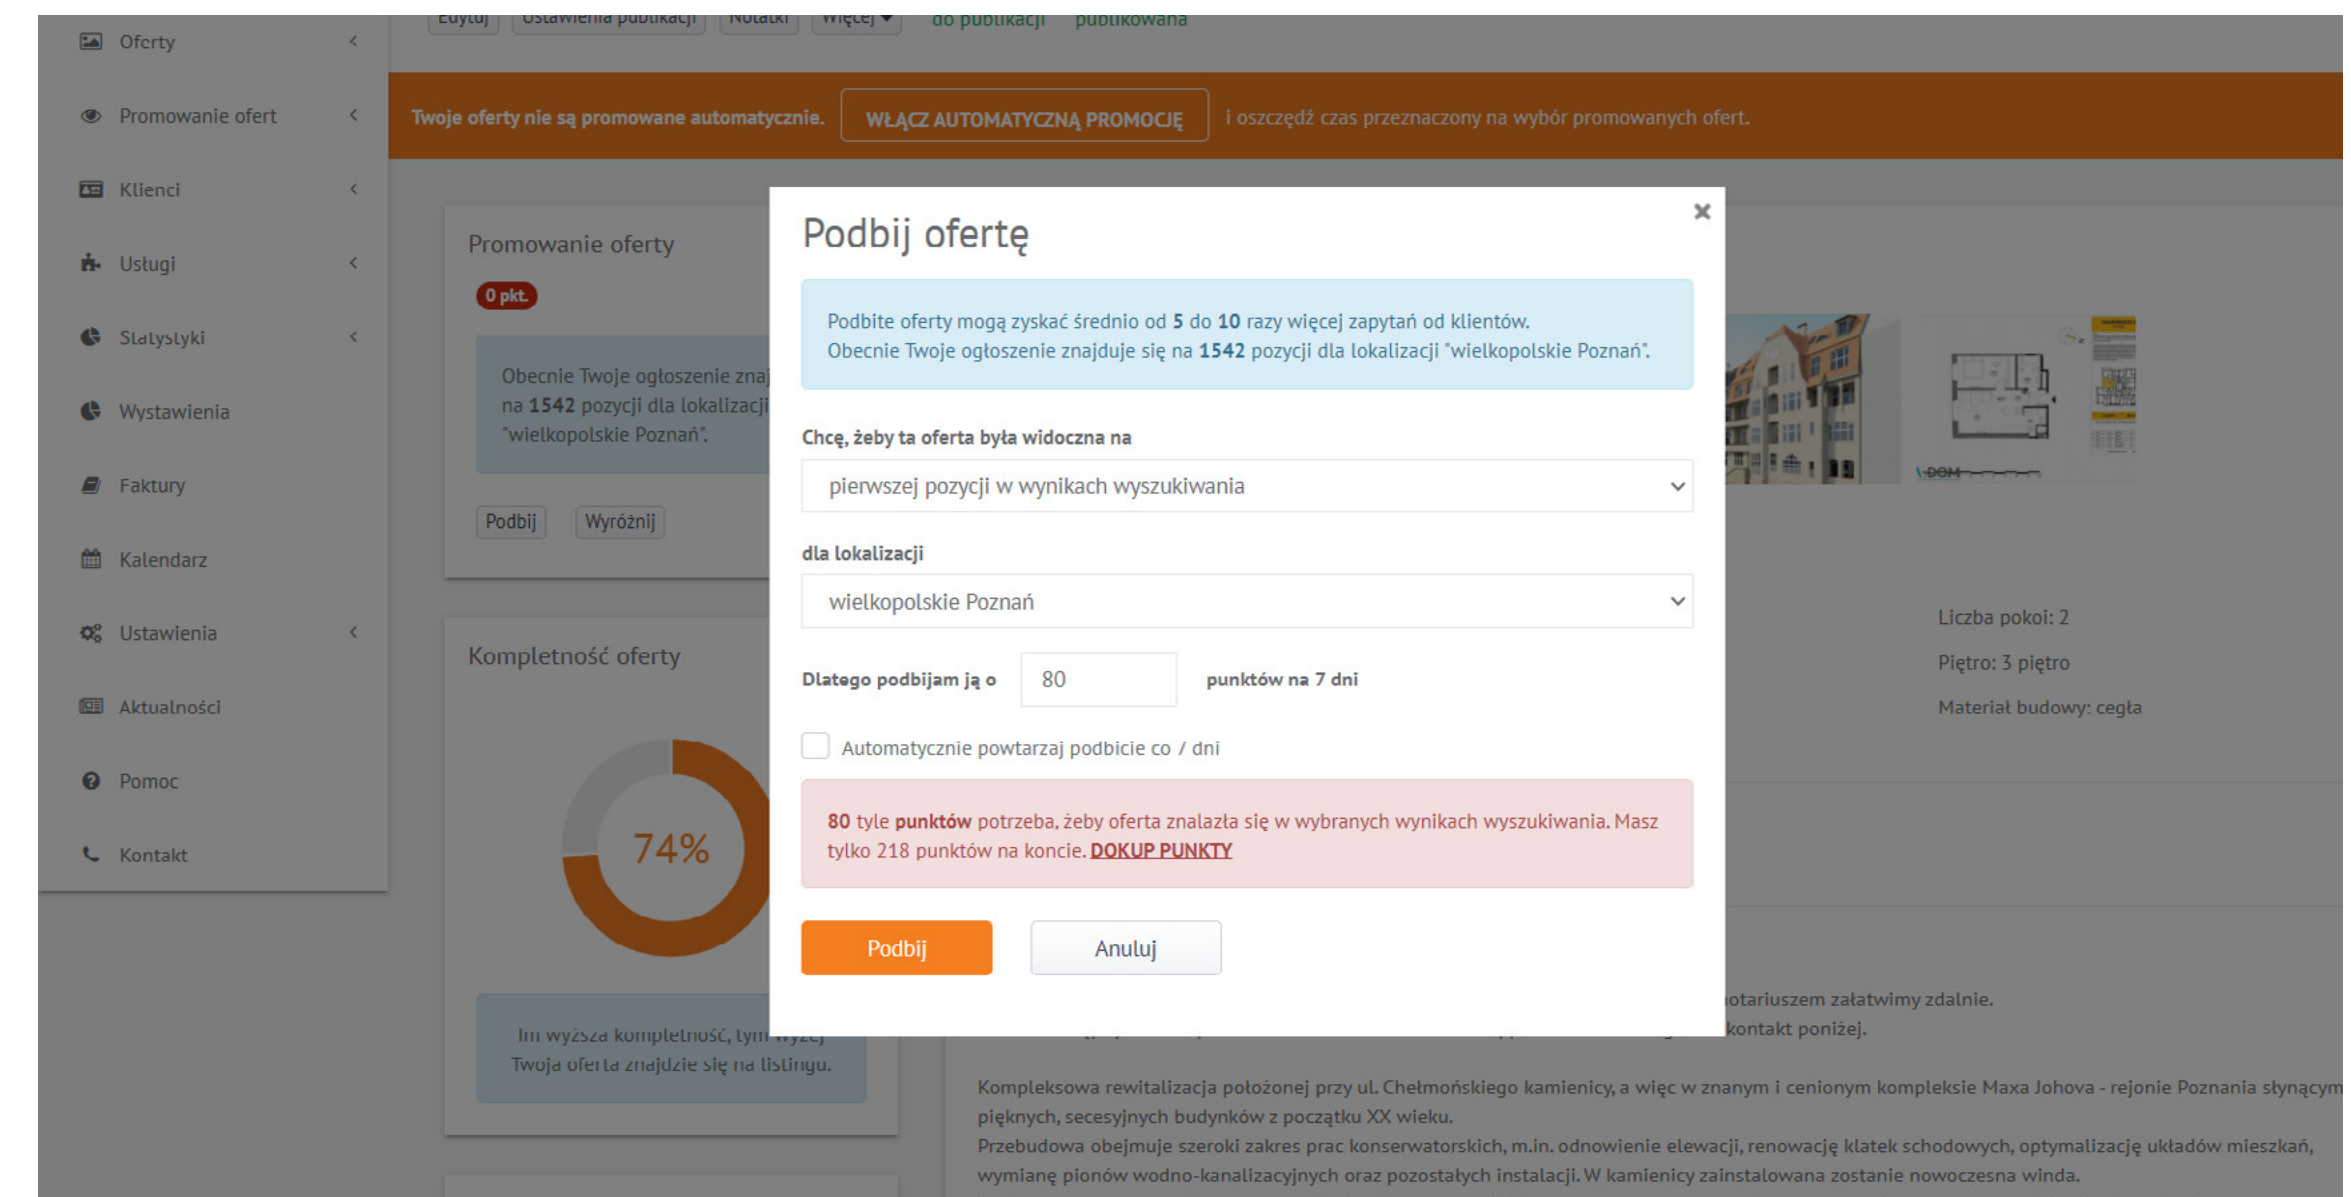 Edytuj Ustawienia publikacji Notatki Więcej do publikacji publikowana
Oferty
Promowanie ofert
Klienci
Usługi
Statystyki
Wystawienia
Faktury
Kalendarz
Ustawienia
Aktualności
Pomoc
Kontakt
Twoje oferty nie są promowane automatycznie. WŁĄCZ AUTOMATYCZNĄ PROMOCJĘ i oszczędź czas przeznaczony na wybór promowanych ofert.
Promowanie oferty
0 pkt.
Obecnie Twoje ogłoszenie znaj
na 1542 pozycji dla lokalizacji
"wielkopolskie Poznań".
Podbij Wyróżnij
Kompletność oferty
74%
Im wyższa kompletność, tym wyżej
Twoja oferta znajdzie się na listingu.
Podbij ofertę
Podbite oferty mogą zyskać średnio od 5 do 10 razy więcej zapytań od klientów.
Obecnie Twoje ogłoszenie znajduje się na 1542 pozycji dla lokalizacji "wielkopolskie Poznań".
Chcę, żeby ta oferta była widoczna na
pierwszej pozycji w wynikach wyszukiwania
dla lokalizacji
wielkopolskie Poznań
Dlatego podbijam ją o 80 punktów na 7 dni
Automatycznie powtarzaj podbicie co 7 dni
80 tyle punktów potrzeba, żeby oferta znalazła się w wybranych wynikach wyszukiwania. Masz
tylko 218 punktów na koncie. DOKUP PUNKTY
Podbij Anuluj
DOM
Liczba pokoi: 2
Piętro: 3 piętro
Materiał budowy: cegła
otariuszem załatwimy zdalnie.
kontakt poniżej.
Kompleksowa rewitalizacja położonej przy ul. Chełmońskiego kamienicy, a więc w znanym i cenionym kompleksie Maxa Johova - rejonie Poznania słynącym
pięknych, secesyjnych budynków z początku XX wieku.
Przebudowa obejmuje szeroki zakres prac konserwatorskich, m.in. odnowienie elewacji, renowację klatek schodowych, optymalizację układów mieszkań,
wymianę pionów wodno-kanalizacyjnych oraz pozostałych instalacji. W kamienicy zainstalowana zostanie nowoczesna winda.